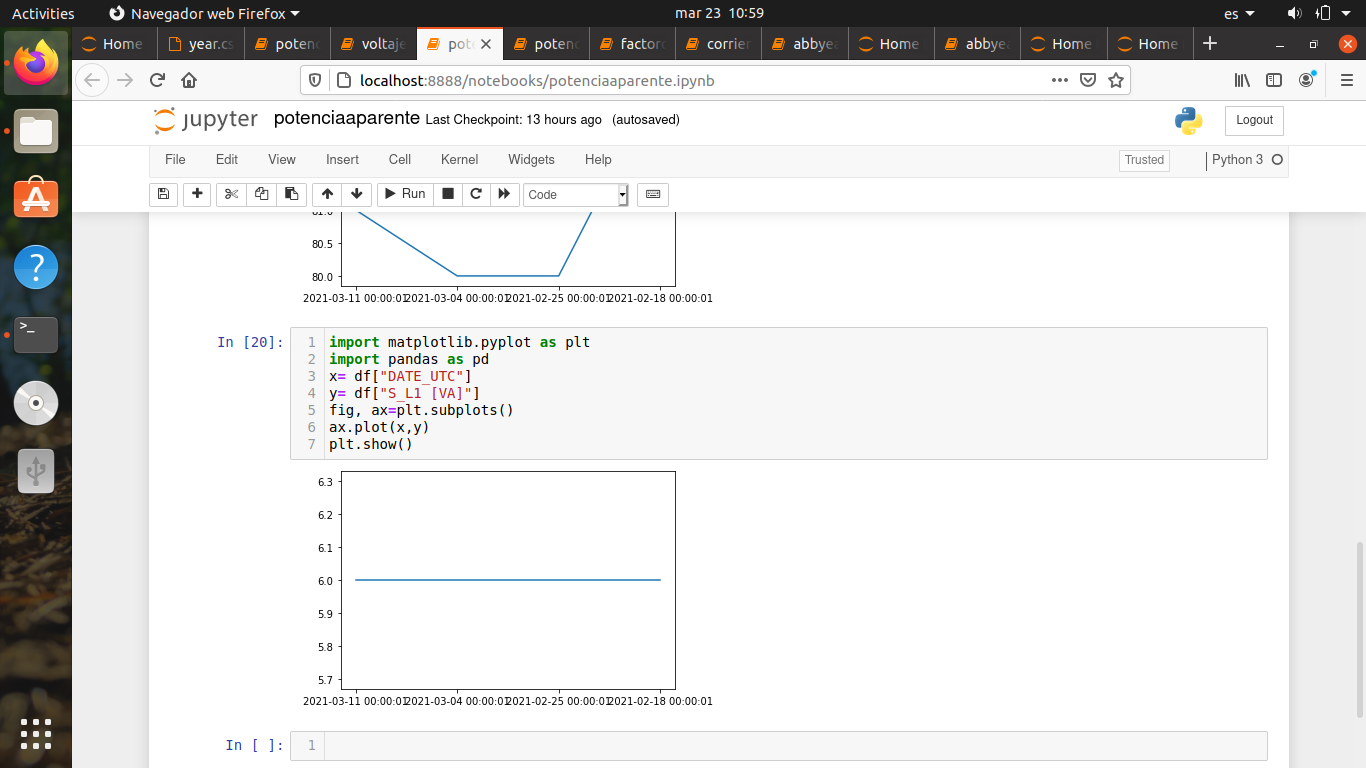 Activities
Navegador web Firefox
mar 23 10:59
es
Home
year.cs
potenc
voltaje
pot
potenc
factor
corrier
abbyea
Home
abbyea
Home
Home
localhost:8888/notebooks/potenciaaparente.ipynb
jupyter potenciaaparente Last Checkpoint: 13 hours ago (autosaved)
Logout
File Edit View Insert Cell Kernel Widgets Help
Trusted
Python 3
Run
Code
81.0
80.5
80.0
2021-03-11 00:00:01 2021-03-04 00:00:01 2021-02-25 00:00:01 2021-02-18 00:00:01
In [20]:
1 import matplotlib.pyplot as plt
2 import pandas as pd
3 x= df["DATE_UTC"]
4 y= df["S_L1 [VA]"]
5 fig, ax=plt.subplots()
6 ax.plot(x,y)
7 plt.show()
6.3
6.2
6.1
6.0
5.9
5.8
5.7
2021-03-11 00:00:01 2021-03-04 00:00:01 2021-02-25 00:00:01 2021-02-18 00:00:01
In [ ]:
1